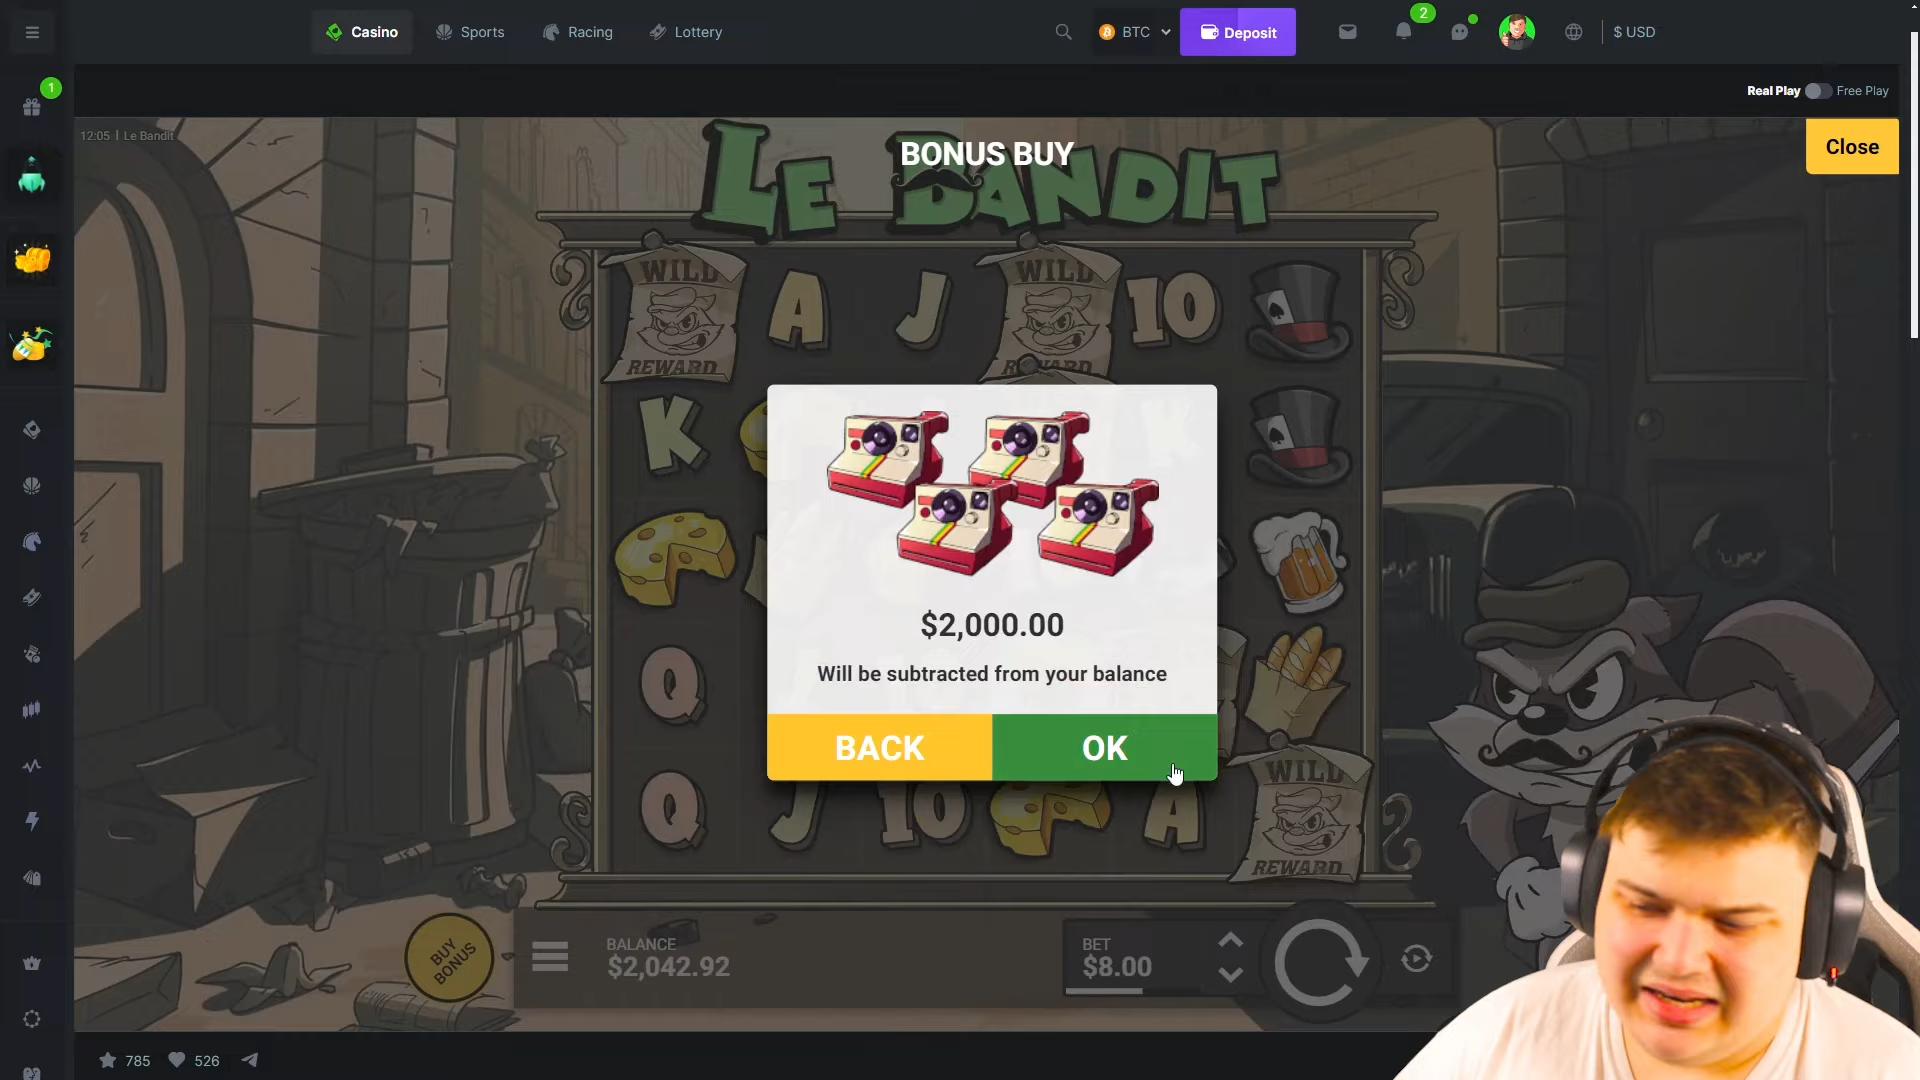 Casino
Sports
Racing
Lottery
BTC
Deposit
2
$ USD
1
Real Play
Free Play
12:05 | Le Bandit
LE BANDIT
BONUS BUY
Close
WILD
REWARD
A
J
WILD
REWARD
10
K
$2,000.00
Will be subtracted from your balance
BACK
OK
Q
Q
J
10
A
WILD
REWARD
BUY
BONUS
BALANCE
$2,042.92
BET
$8.00
785
526